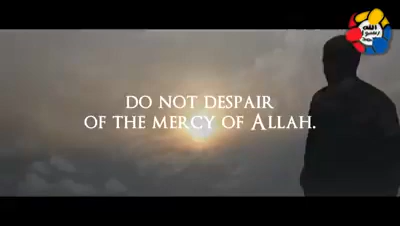 DO NOT DESPAIR
OF THE MERCY OF ALLAH.